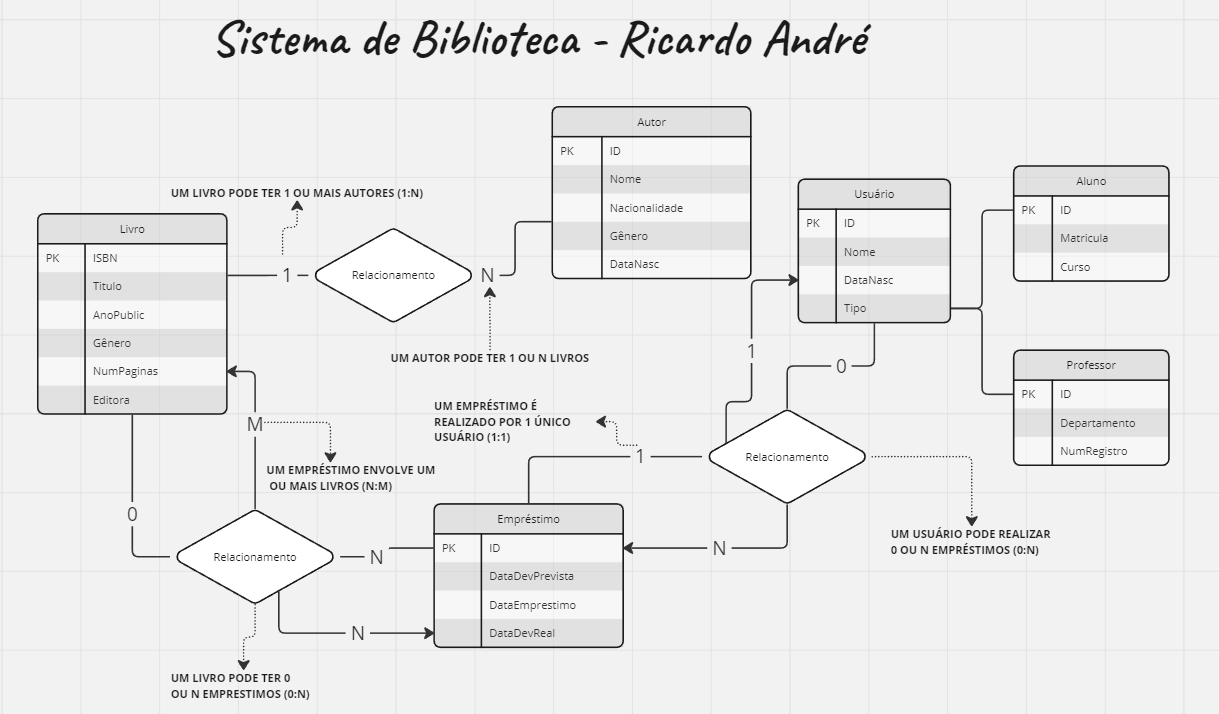 Sistema de Biblioteca - Ricardo André
Autor
PK ID
Nome
Nacionalidade
Gênero
DataNasc
UM LIVRO PODE TER 1 OU MAIS AUTORES (1:N)
Livro
PK ISBN
Titulo
AnoPublic
Gênero
NumPaginas
Editora
1
Relacionamento
N
UM AUTOR PODE TER 1 OU N LIVROS
Usuário
PK ID
Nome
DataNasc
Tipo
Aluno
PK ID
Matricula
Curso
Professor
PK ID
Departamento
NumRegistro
1
0
UM EMPRÉSTIMO É
REALIZADO POR 1 ÚNICO
USUÁRIO (1:1)
1
Relacionamento
M
UM EMPRÉSTIMO ENVOLVE UM
OU MAIS LIVROS (N:M)
0
Relacionamento
N
Empréstimo
PK ID
DataDevPrevista
DataEmprestimo
DataDevReal
N
UM USUÁRIO PODE REALIZAR
0 OU N EMPRÉSTIMOS (0:N)
N
UM LIVRO PODE TER 0
OU N EMPRESTIMOS (0:N)